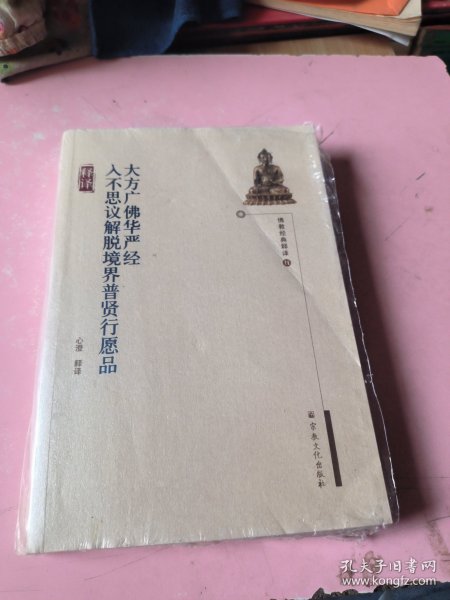 大方广佛华严经
入不思议解脱境界普贤行愿品
释译
心澄 释译
佛教经典释译
宗教文化出版社
孔夫子旧书网
www.kongfz.com